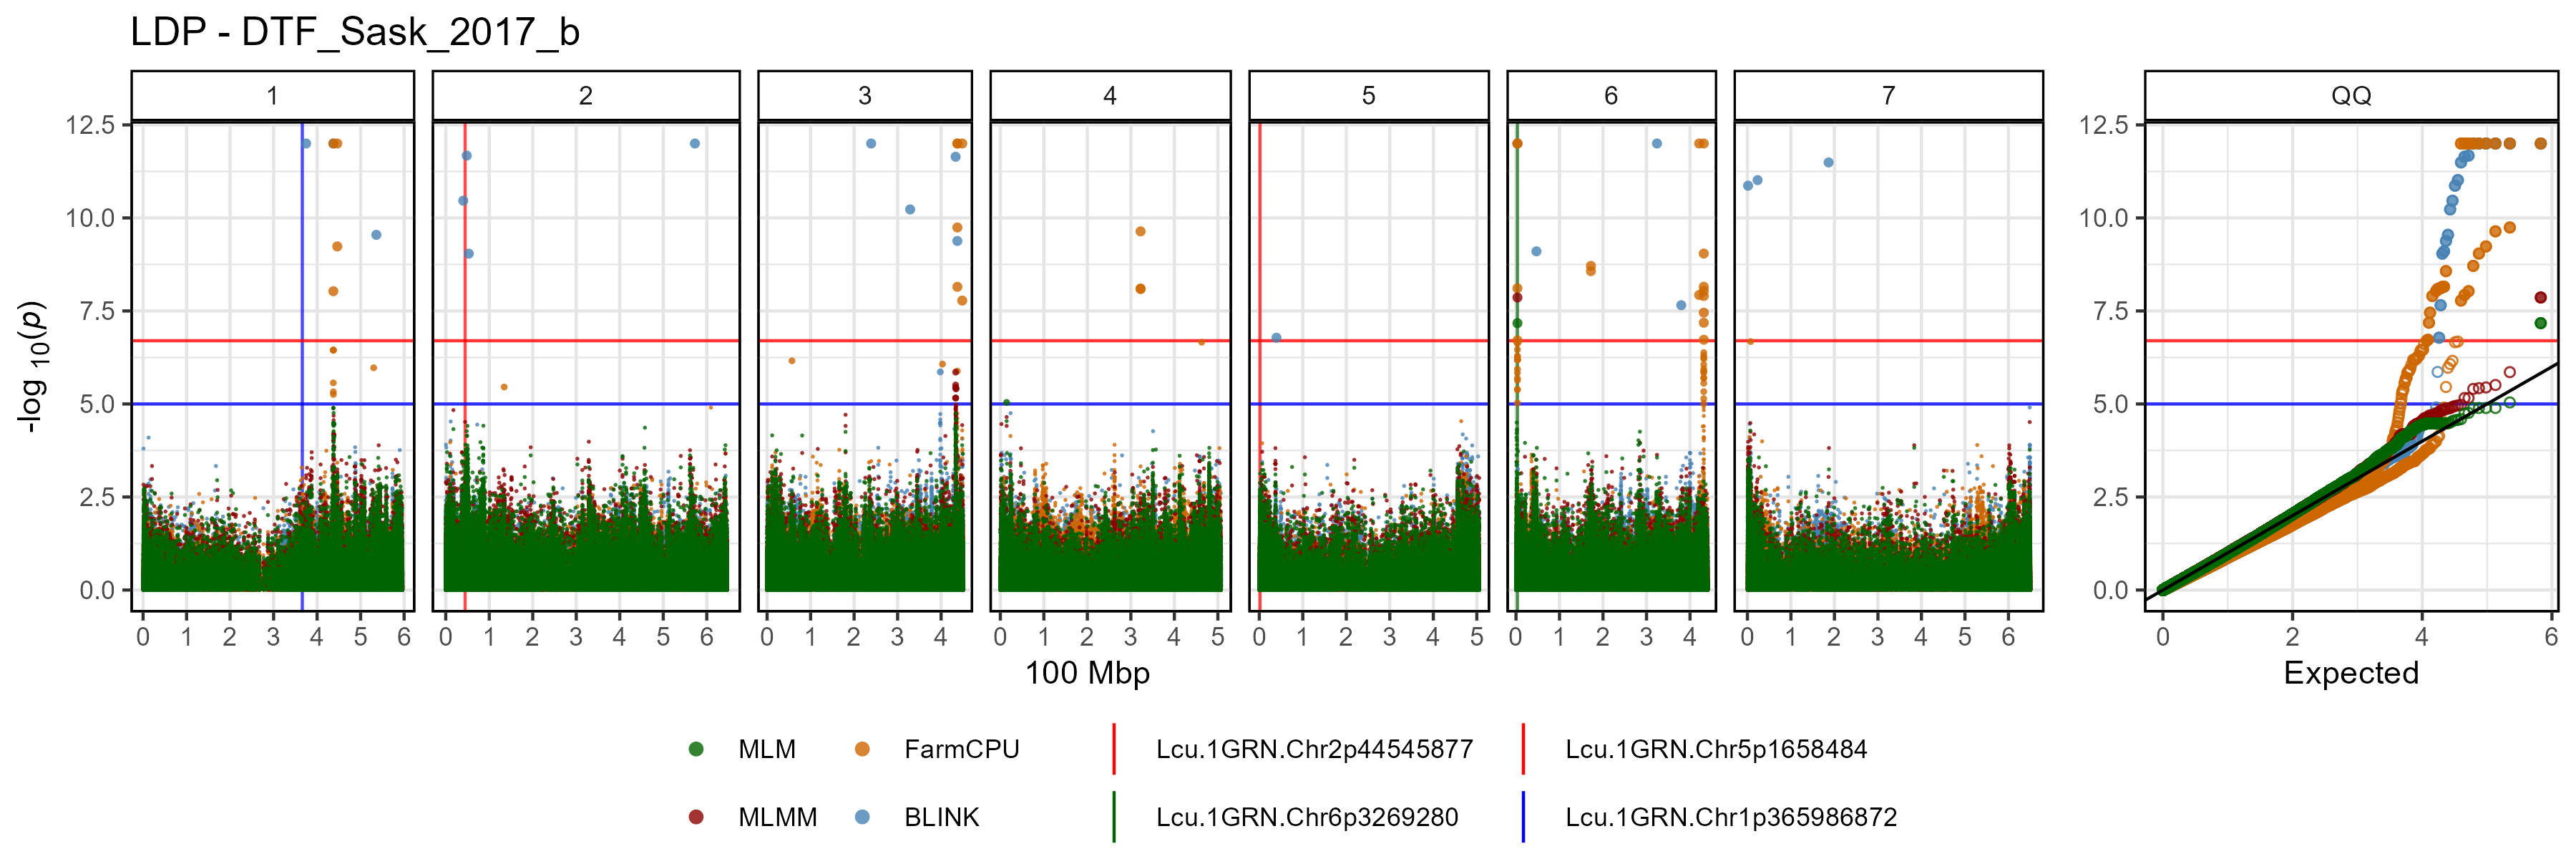 LDP - DTF_Sask_2017_b
1 2 3 4 5 6 7 QQ
12.5 12.5
10.0 10.0
7.5 7.5
5.0 5.0
2.5 2.5
0.0 0.0
-log 10(p)
0 1 2 3 4 5 6 0 1 2 3 4 5 6 0 1 2 3 4 0 1 2 3 4 5 0 1 2 3 4 5 0 1 2 3 4 0 1 2 3 4 5 6 0 2 4 6
100 Mbp Expected
MLM FarmCPU Lcu.1GRN.Chr2p44545877 Lcu.1GRN.Chr5p1658484
MLMM BLINK Lcu.1GRN.Chr6p3269280 Lcu.1GRN.Chr1p365986872